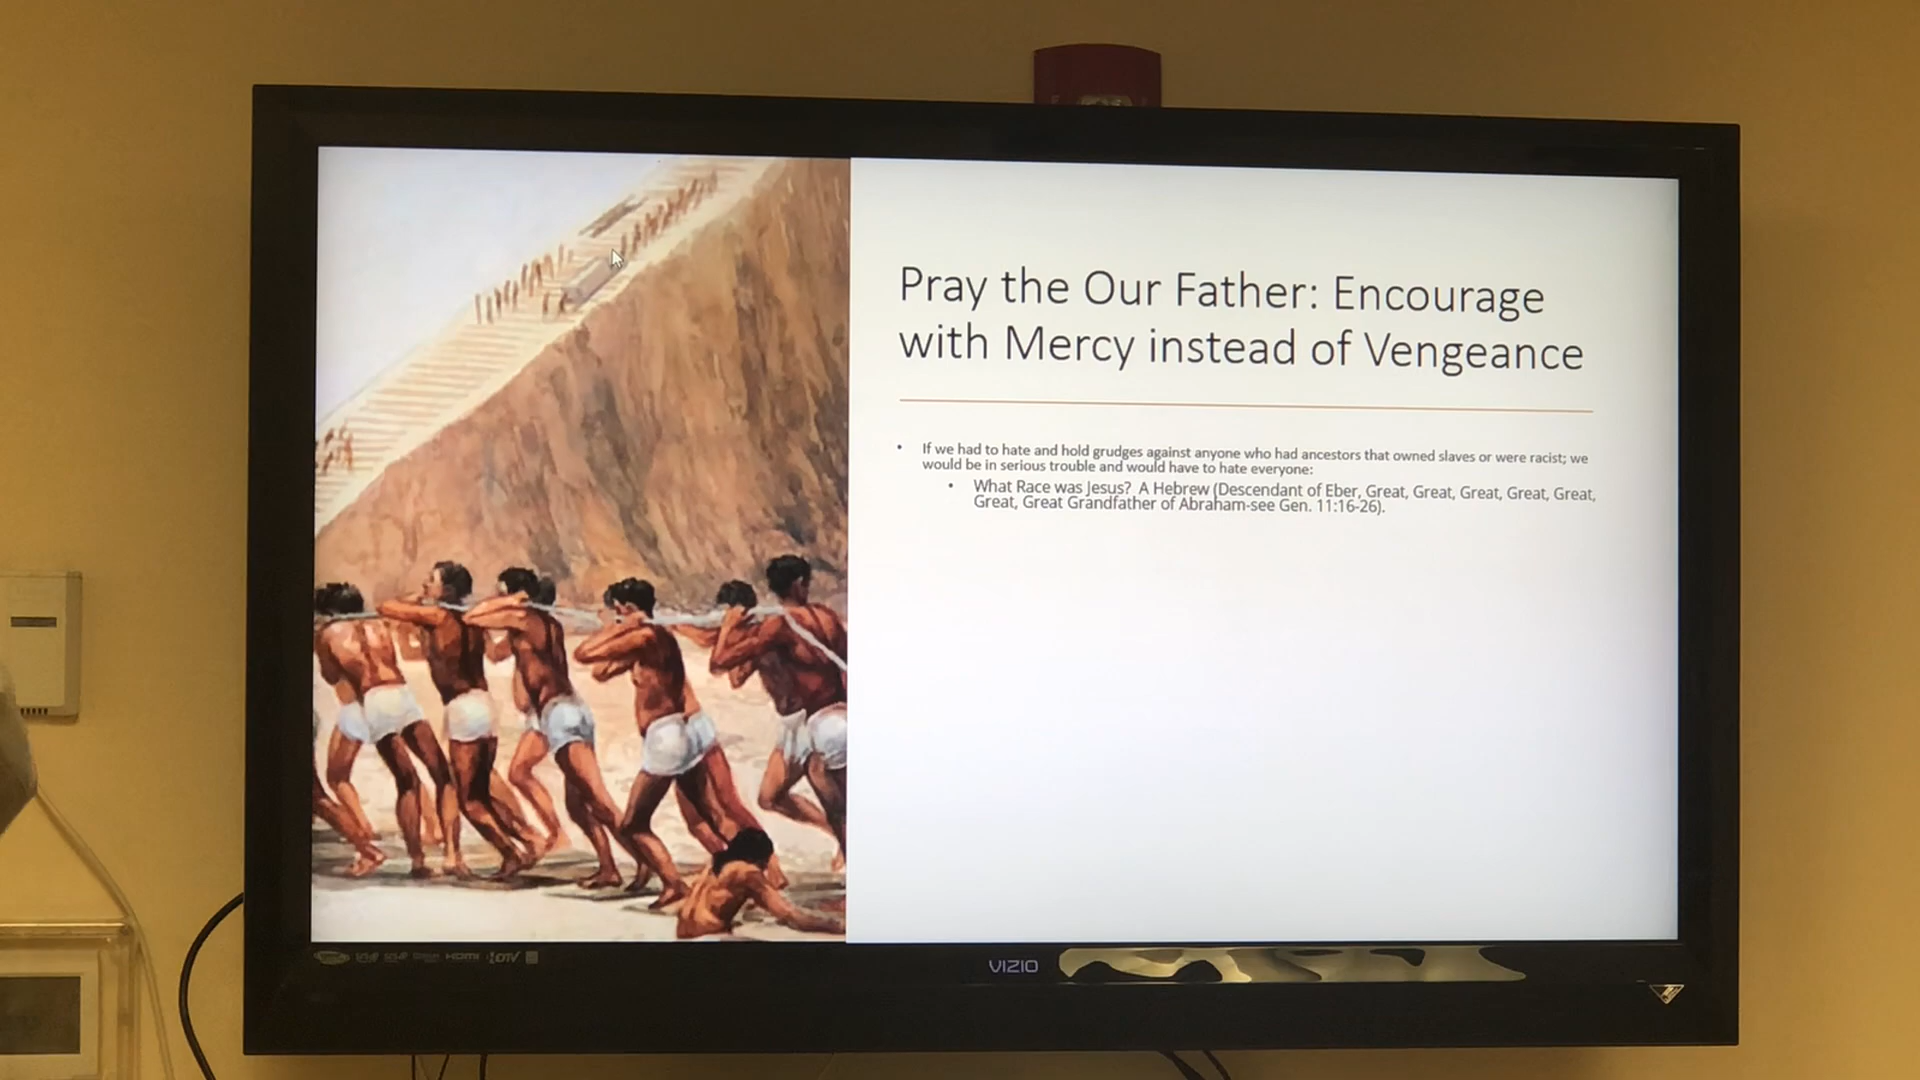 Pray the Our Father: Encourage
with Mercy instead of Vengeance
• If we had to hate and hold grudges against anyone who had ancestors that owned slaves or were racist; we
would be in serious trouble and would have to hate everyone:
• What Race was Jesus? A Hebrew (Descendant of Eber, Great, Great, Great, Great, Great,
Great, Great Grandfather of Abraham-see Gen. 11:16-26).
HDMI
VIZIO